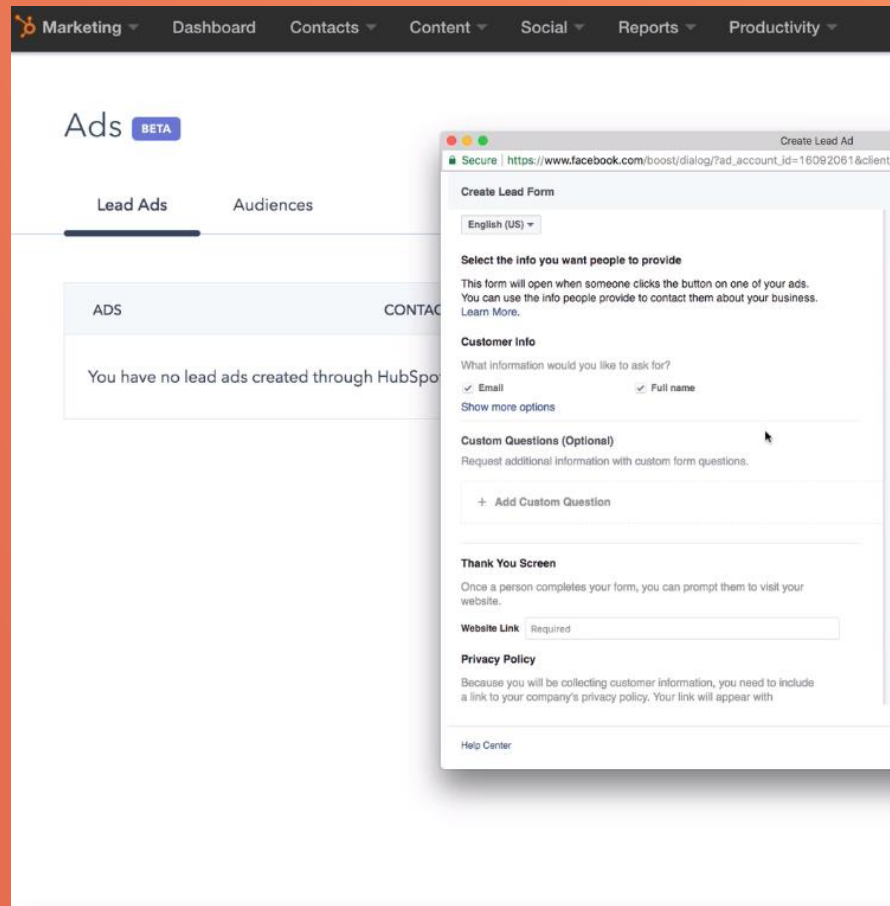 Marketing Dashboard Contacts Content Social Reports Productivity
Ads BETA
Lead Ads Audiences
ADS CONTAC
You have no lead ads created through HubSpo
Create Lead Ad
Secure https://www.facebook.com/boost/dialog/?ad_account_id=16092061&client
Create Lead Form
English (US)
Select the info you want people to provide
This form will open when someone clicks the button on one of your ads.
You can use the info people provide to contact them about your business.
Learn More.
Customer Info
What information would you like to ask for?
Email Full name
Show more options
Custom Questions (Optional)
Request additional information with custom form questions.
+ Add Custom Question
Thank You Screen
Once a person completes your form, you can prompt them to visit your
website.
Website Link Required
Privacy Policy
Because you will be collecting customer information, you need to include
a link to your company's privacy policy. Your link will appear with
Help Center